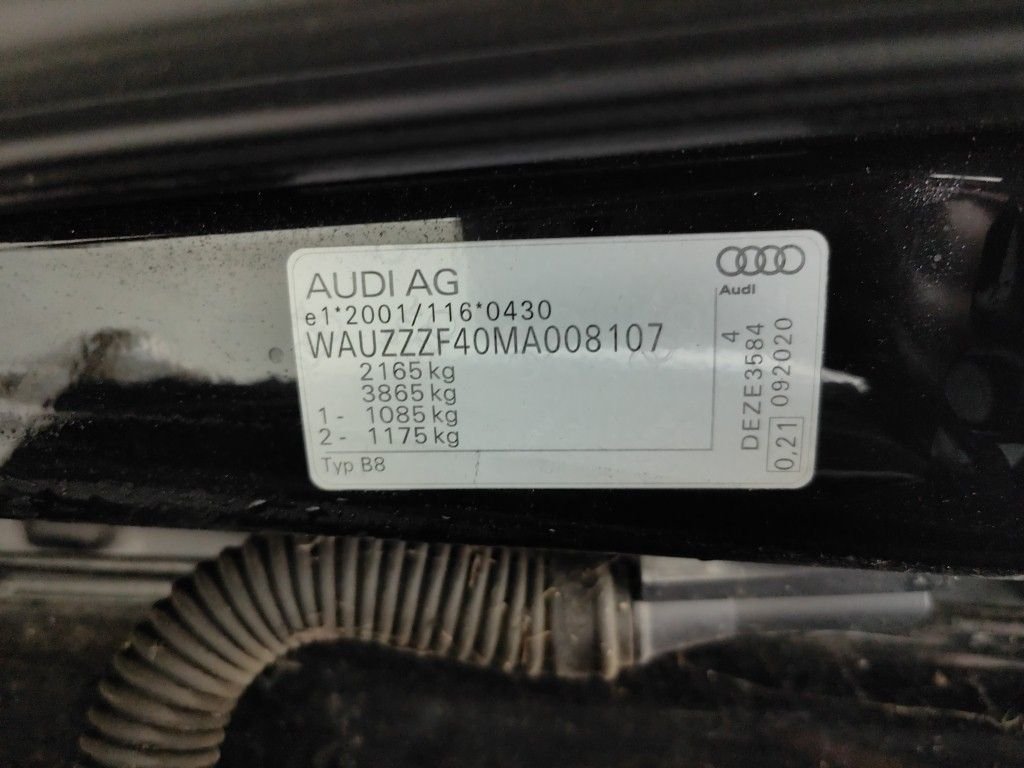 AUDI AG
e1*2001/116*0430
WAUZZZF40MA008107
2165 kg
3865 kg
1- 1085 kg
2- 1175 kg
Typ B8
Audi
DEZE3584 4
0,21 092020